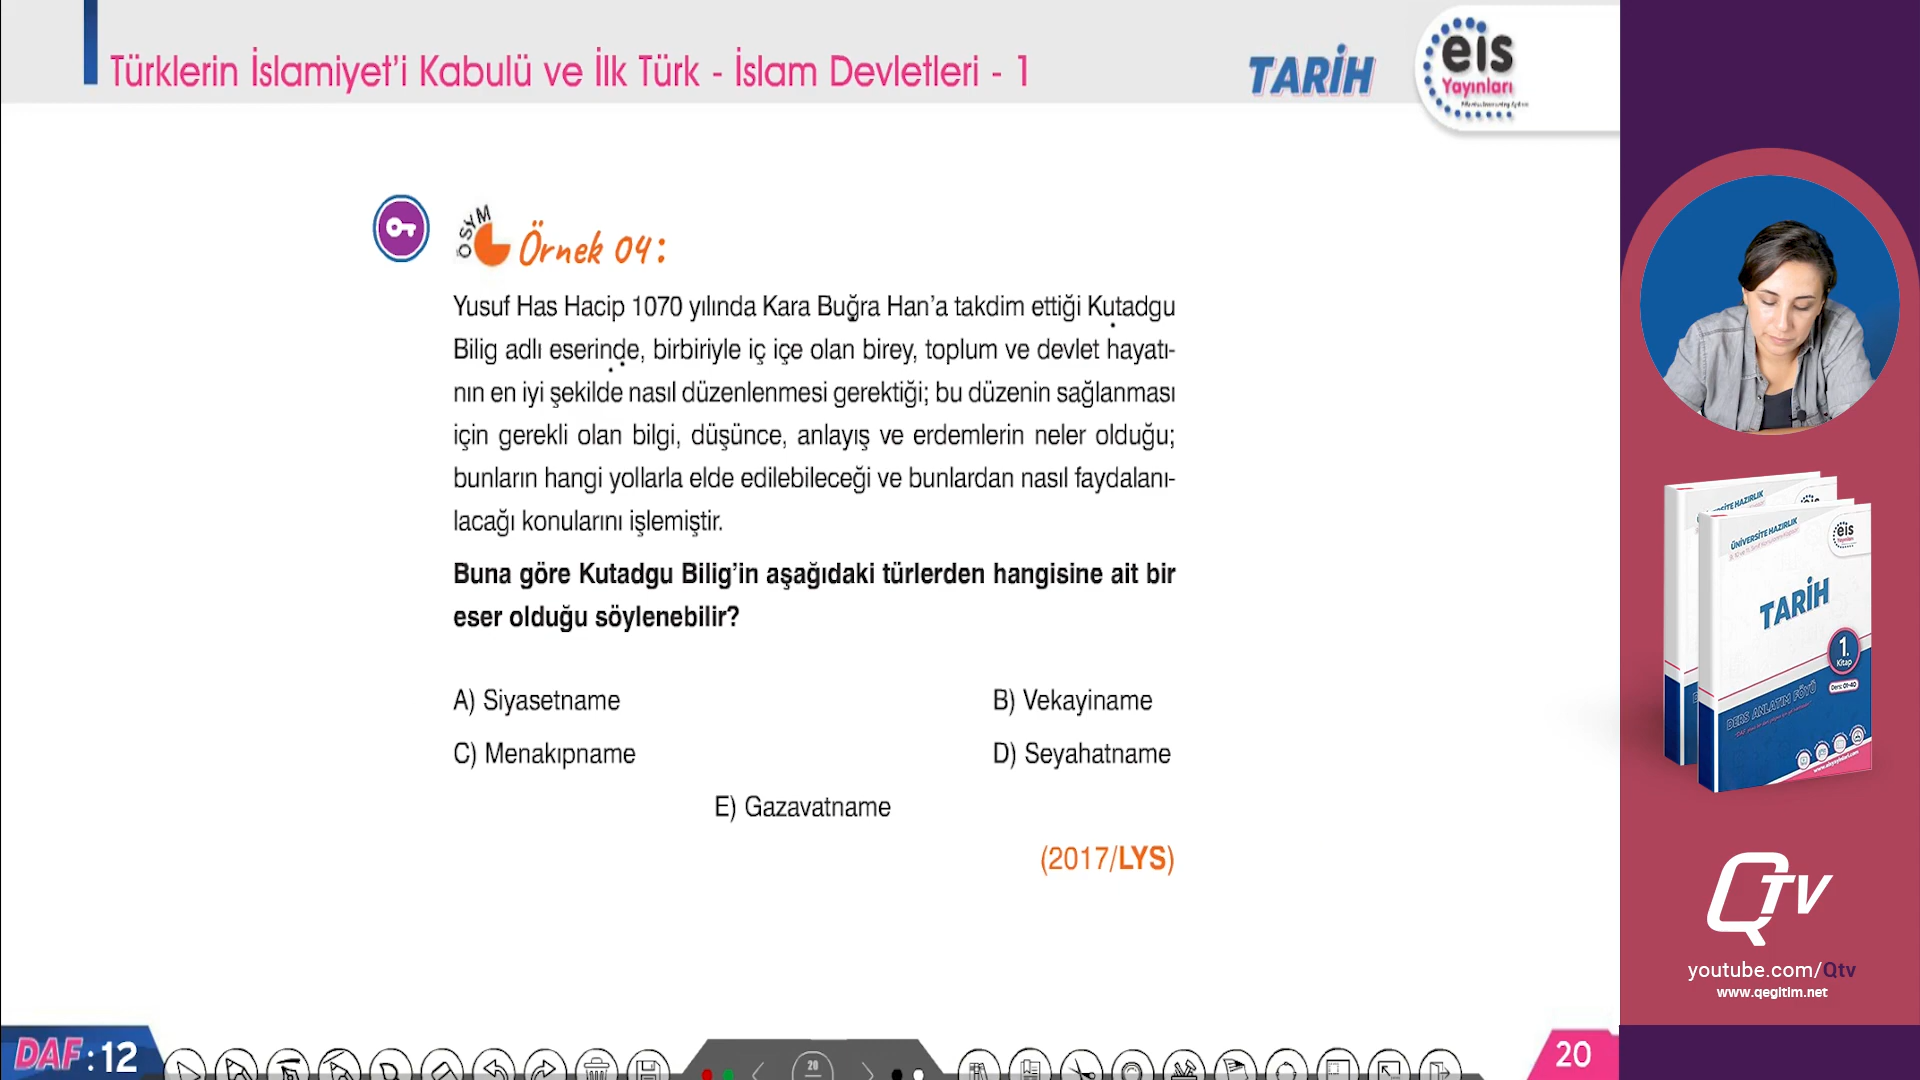 Türklerin İslamiyet'i Kabulü ve İlk Türk - İslam Devletleri - 1
TARİH
eis
Yayınları
ÖSYM
Örnek 04:
Yusuf Has Hacip 1070 yılında Kara Buğra Han'a takdim ettiği Kutadgu
Bilig adlı eserinde, birbiriyle iç içe olan birey, toplum ve devlet hayatı-
nın en iyi şekilde nasıl düzenlenmesi gerektiği; bu düzenin sağlanması
için gerekli olan bilgi, düşünce, anlayış ve erdemlerin neler olduğu;
bunların hangi yollarla elde edilebileceği ve bunlardan nasıl faydalanı-
lacağı konularını işlemiştir.
Buna göre Kutadgu Bilig'in aşağıdaki türlerden hangisine ait bir
eser olduğu söylenebilir?
A) Siyasetname
B) Vekayiname
C) Menakıpname
D) Seyahatname
E) Gazavatname
(2017/LYS)
ÜNİVERSİTE HAZIRLIK
eis
TARİH
1.
Kitap
Ders: 01-40
DERS ANLATIM FÖYÜ
QTV
youtube.com/Qtv
www.qegitim.net
DAF : 12
20
20